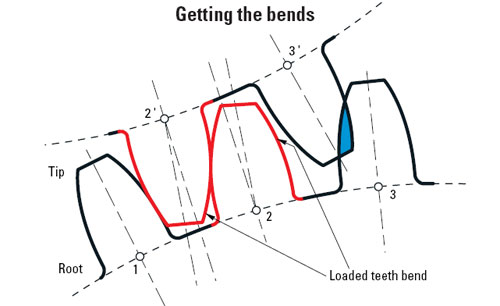 Getting the bends
3'
2'
Tip
3
2
1
Root
Loaded teeth bend